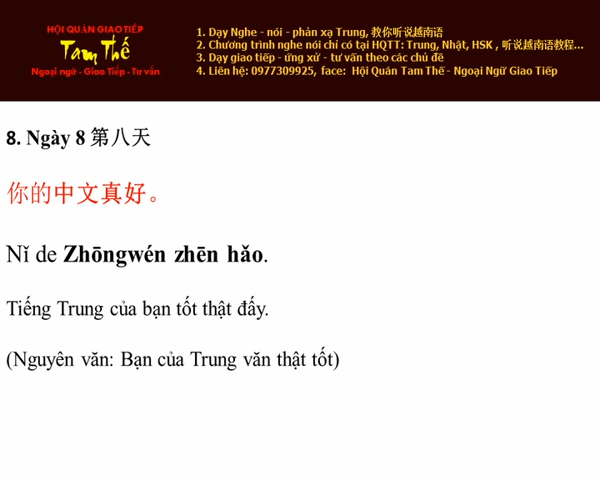 HỘI QUÁN GIAO TIẾP
Tam Thế
Ngoại ngữ - Giao Tiếp - Tư vấn
1. Dạy Nghe - nói - phản xạ Trung, 教你听说越南语
2. Chương trình nghe nói chỉ có tại HQTT: Trung, Nhật, HSK , 听说越南语教程...
3. Dạy giao tiếp - ứng xử - tư vấn theo các chủ đề
4. Liên hệ: 0977309925, face: Hội Quán Tam Thế - Ngoại Ngữ Giao Tiếp
8. Ngày 8 第八天
你的中文真好。
Nǐ de Zhōngwén zhēn hǎo.
Tiếng Trung của bạn tốt thật đấy.
(Nguyên văn: Bạn của Trung văn thật tốt)